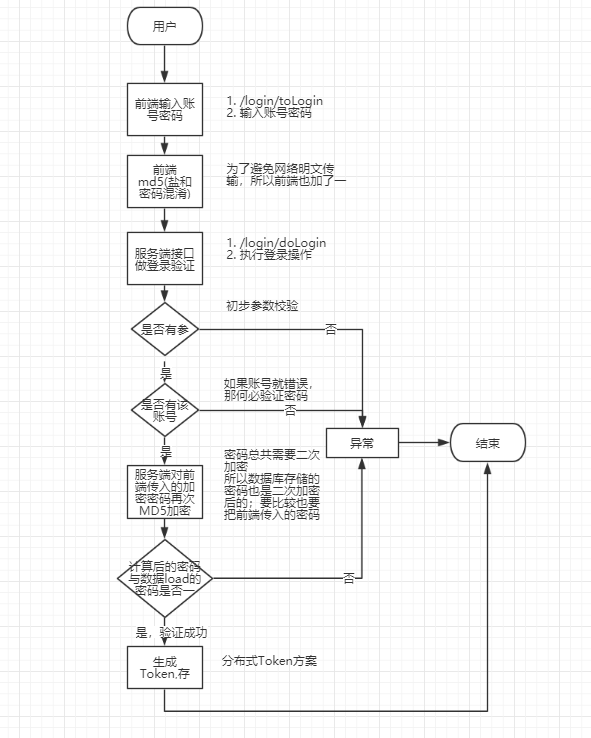 用户
前端输入账
号密码
1. /login/toLogin
2. 输入账号密码
前端
md5(盐和
密码混淆)
为了避免网络明文传
输，所以前端也加了一
服务端接口
做登录验证
1. /login/doLogin
2. 执行登录操作
初步参数校验
是否有参
否
是
如果账号就错误，
那何必验证密码
是否有该
账号
否
异常
结束
是
密码总共需要二次
加密
所以数据库存储的
密码也是二次加密
后的；要比较也要
把前端传入的密码
服务端对前
端传入的加
密密码再次
MD5加密
计算后的密码
与数据load的
密码是否一
否
是，验证成功
生成
Token,存
分布式Token方案